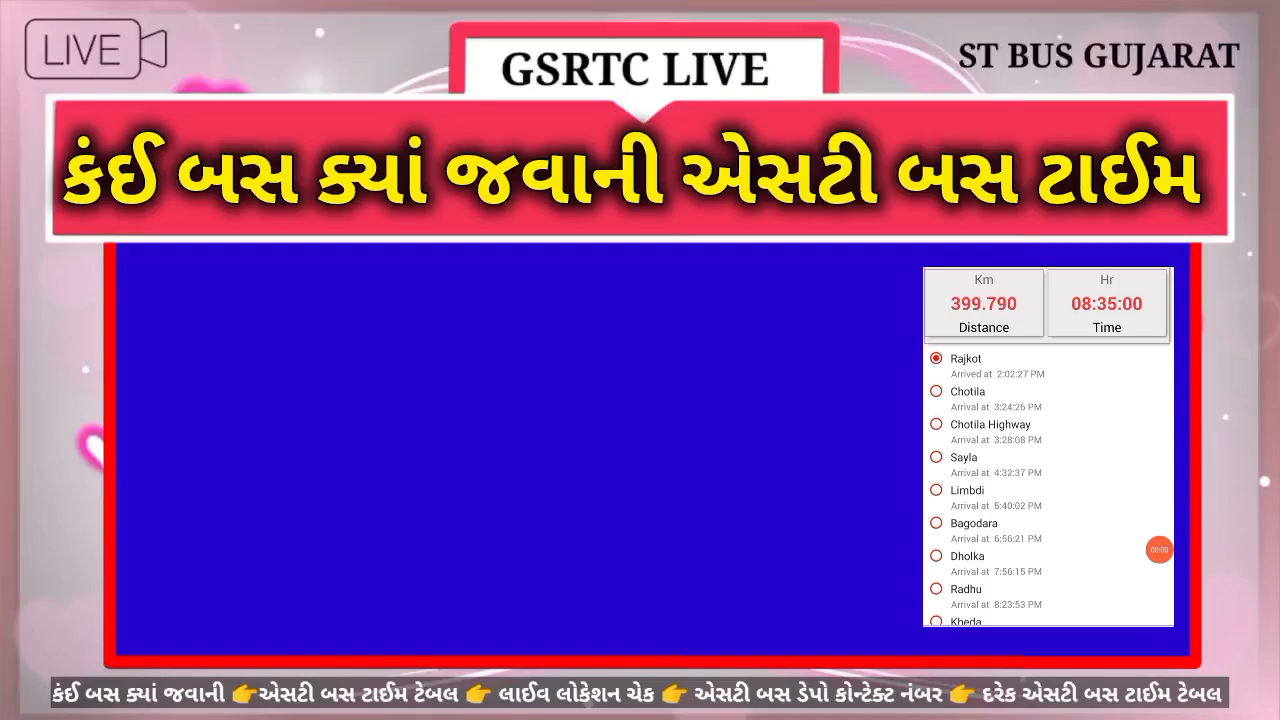 LIVE
GSRTC LIVE
ST BUS GUJARAT
કંઈ બસ ક્યાં જવાની એસટી બસ ટાઈમ
Km
Hr
399.790
08:35:00
Distance
Time
Rajkot
Arrived at 2:02:27 PM
Chotila
Arrival at 3:24:26 PM
Chotila Highway
Arrival at 3:28:08 PM
Sayla
Arrival at 4:32:37 PM
Limbdi
Arrival at 5:40:02 PM
Bagodara
Arrival at 6:56:21 PM
Dholka
Arrival at 7:56:15 PM
Radhu
Arrival at 8:23:53 PM
Kheda
00:00
કંઈ બસ ક્યાં જવાની 👉એસટી બસ ટાઈમ ટેબલ 👉 લાઈવ લોકેશન ચેક 👉 એસટી બસ ડેપો કોન્ટેક્ટ નંબર 👉 દરેક એસટી બસ ટાઈમ ટેબલ